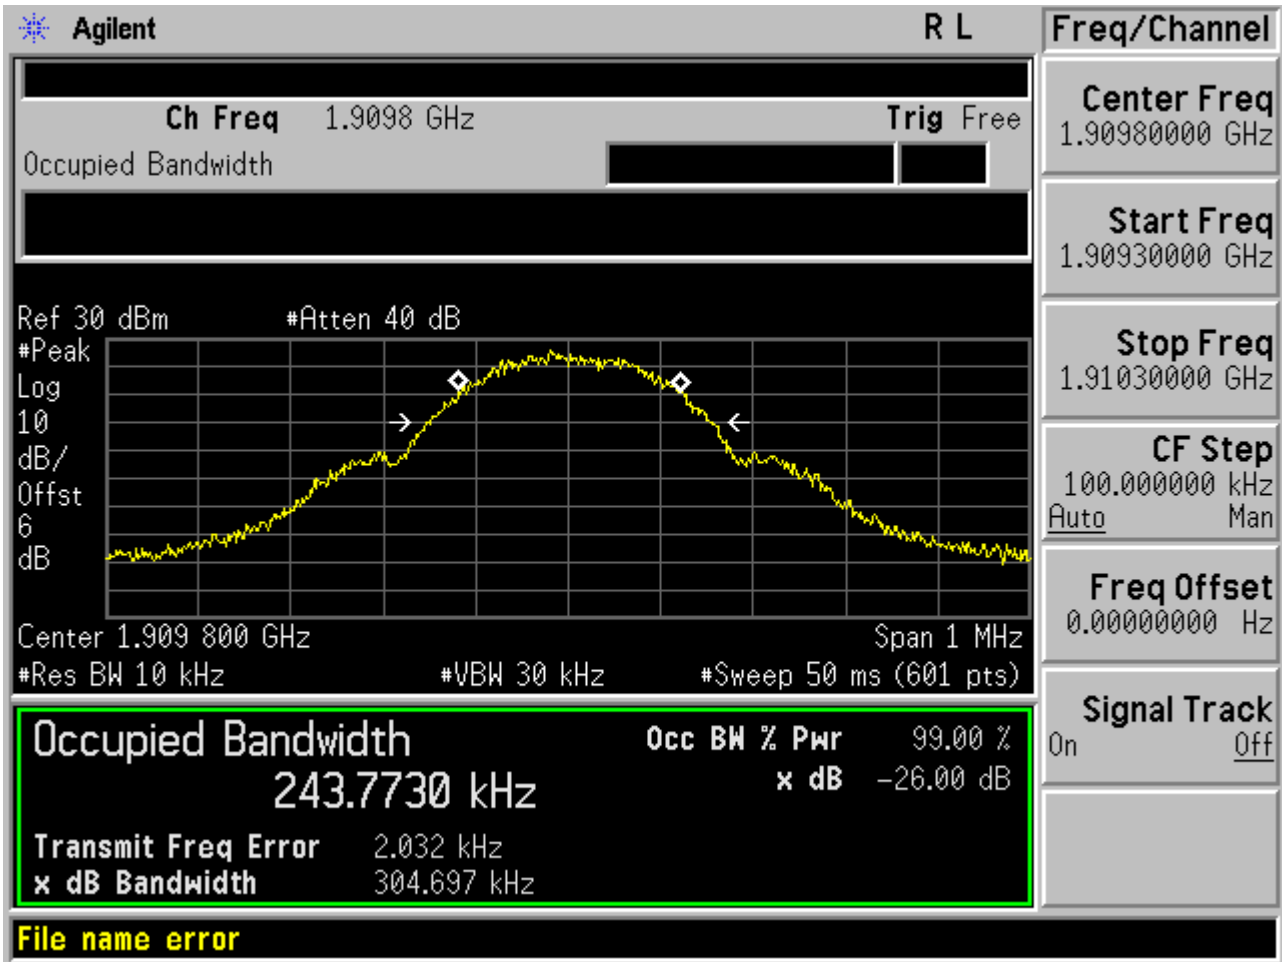 Agilent R L Freq/Channel
Ch Freq 1.9098 GHz Trig Free
Occupied Bandwidth
Center Freq
1.90980000 GHz
Start Freq
1.90930000 GHz
Stop Freq
1.91030000 GHz
CF Step
100.000000 kHz
Auto Man
Freq Offset
0.00000000 Hz
Signal Track
On Off
Ref 30 dBm #Atten 40 dB
#Peak
Log
10
dB/
Offst
6
dB
Center 1.909 800 GHz Span 1 MHz
#Res BW 10 kHz #VBW 30 kHz #Sweep 50 ms (601 pts)
Occupied Bandwidth Occ BW % Pwr 99.00 %
243.7730 kHz x dB -26.00 dB
Transmit Freq Error 2.032 kHz
x dB Bandwidth 304.697 kHz
File name error